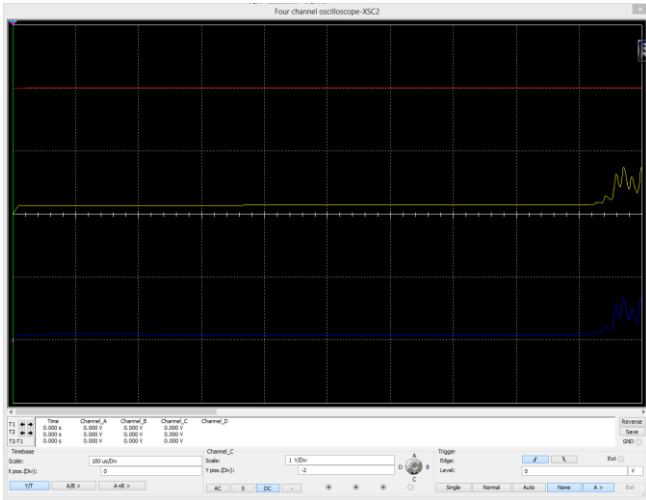 Four channel oscilloscope-XSC2
Time Channel_A Channel_B Channel_C Channel_D
T1 0.000 s 0.000 V 0.000 V 0.000 V
T2 0.000 s 0.000 V 0.000 V 0.000 V
T2-T1 0.000 s 0.000 V 0.000 V 0.000 V
Reverse
Save
GND
Timebase
Scale: 100 us/Div
X pos.(Div): 0
Y/T A/B > A+B >
Channel_C
Scale: 1 V/Div
Y pos.(Div): -2
AC 0 DC -
A
D B
C
Trigger
Edge: Ext
Level: 0 V
Single Normal Auto None A > Ext